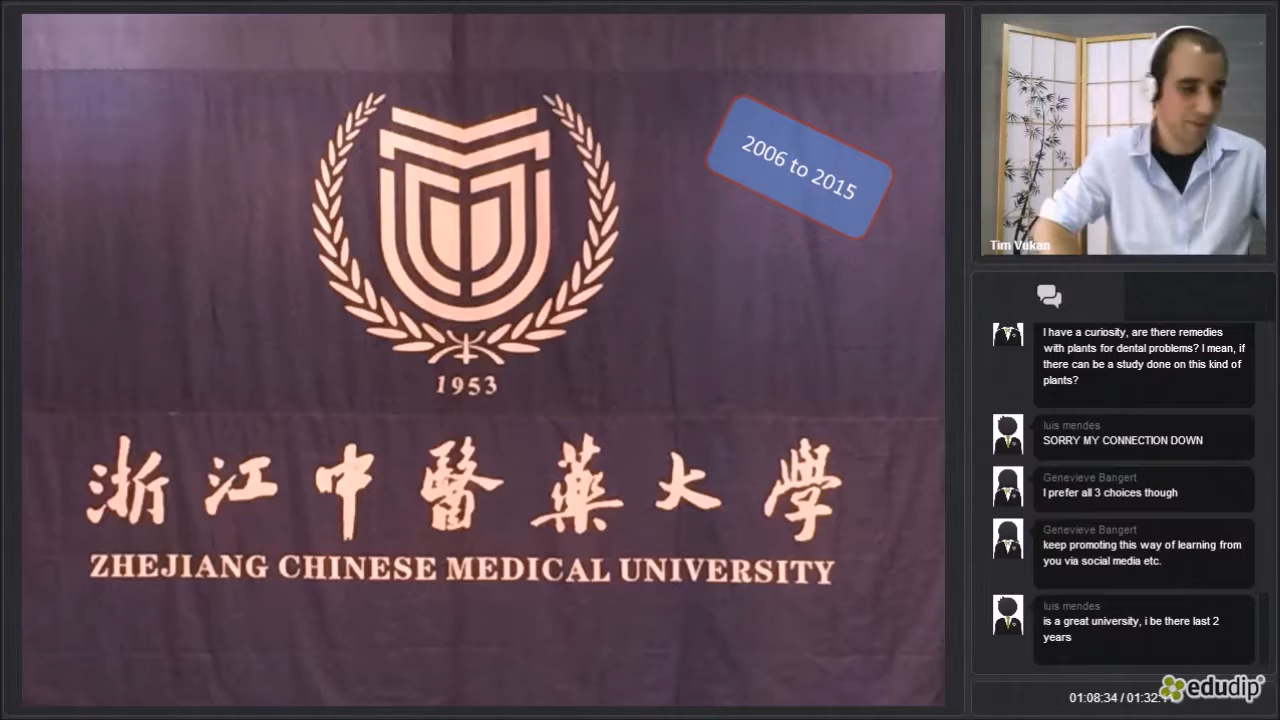 1953
浙江中醫藥大學
ZHEJIANG CHINESE MEDICAL UNIVERSITY
2006 to 2015
Tim Vukan
I have a curiosity, are there remedies
with plants for dental problems? I mean, if
there can be a study done on this kind of
plants?
luis mendes
SORRY MY CONNECTION DOWN
Genevieve Bangert
I prefer all 3 choices though
Genevieve Bangert
keep promoting this way of learning from
you via social media etc.
luis mendes
is a great university, i be there last 2
years
01:08:34 / 01:32:
edudip